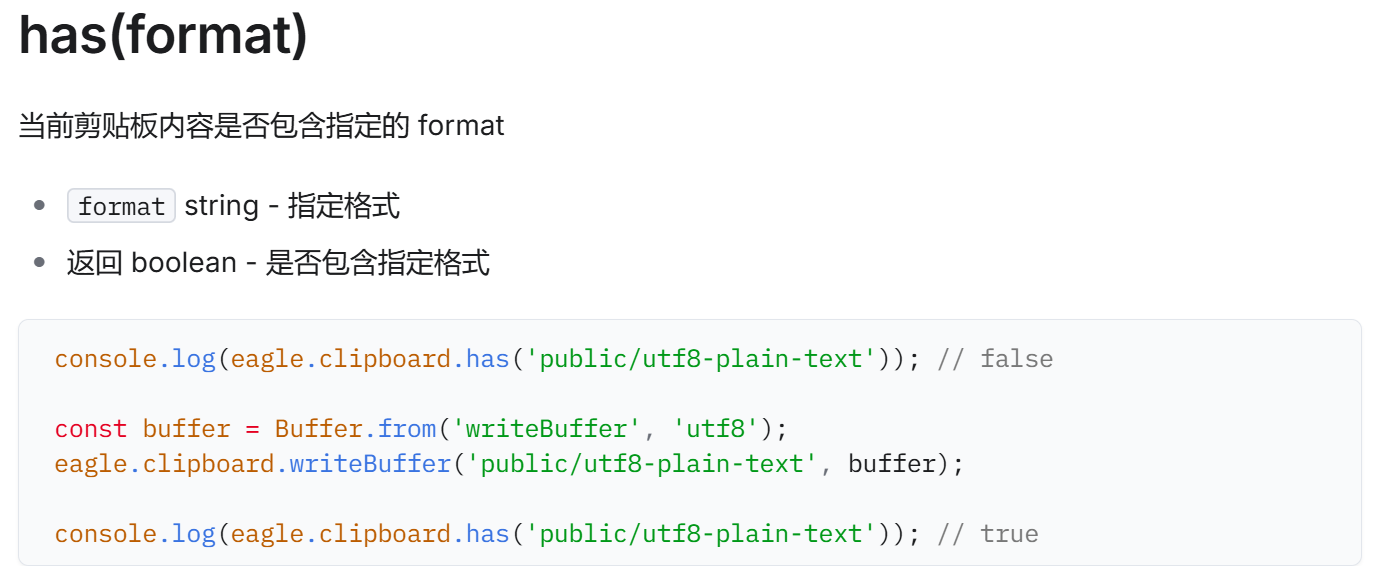 has(format)
当前剪贴板内容是否包含指定的 format
format string - 指定格式
返回 boolean - 是否包含指定格式
console.log(eagle.clipboard.has('public/utf8-plain-text')); // false
const buffer = Buffer.from('writeBuffer', 'utf8');
eagle.clipboard.writeBuffer('public/utf8-plain-text', buffer);
console.log(eagle.clipboard.has('public/utf8-plain-text')); // true